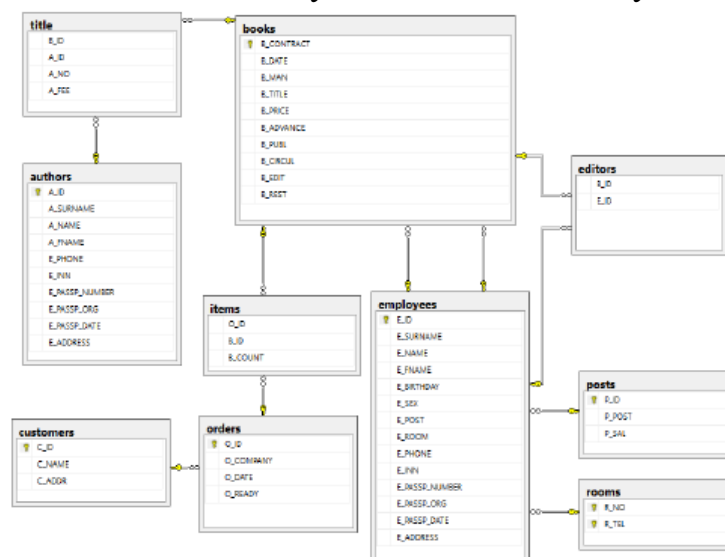 title
B_ID
A_ID
A_NO
A_FEE
books
B_CONTRACT
B_DATE
B_MAN
B_TITLE
B_PRICE
B_ADVANCE
B_PUBL
B_CIRCUL
B_EDIT
B_REST
authors
A_ID
A_SURNAME
A_NAME
A_FNAME
E_PHONE
E_INN
E_PASSP_NUMBER
E_PASSP_ORG
E_PASSP_DATE
E_ADDRESS
editors
B_ID
E_ID
items
O_ID
B_ID
B_COUNT
employees
E_ID
E_SURNAME
E_NAME
E_FNAME
E_BIRTHDAY
E_SEX
E_POST
E_ROOM
E_PHONE
E_INN
E_PASSP_NUMBER
E_PASSP_ORG
E_PASSP_DATE
E_ADDRESS
posts
P_ID
P_POST
P_SAL
customers
C_ID
C_NAME
C_ADDR
orders
O_ID
O_COMPANY
O_DATE
O_READY
rooms
R_NO
R_TEL